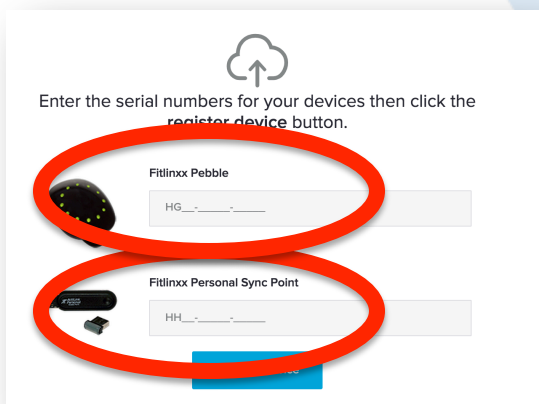 Enter the serial numbers for your devices then click the
register device button.
Fitlinxx Pebble
HG__-_____-_____
Fitlinxx Personal Sync Point
HH__-_____-_____